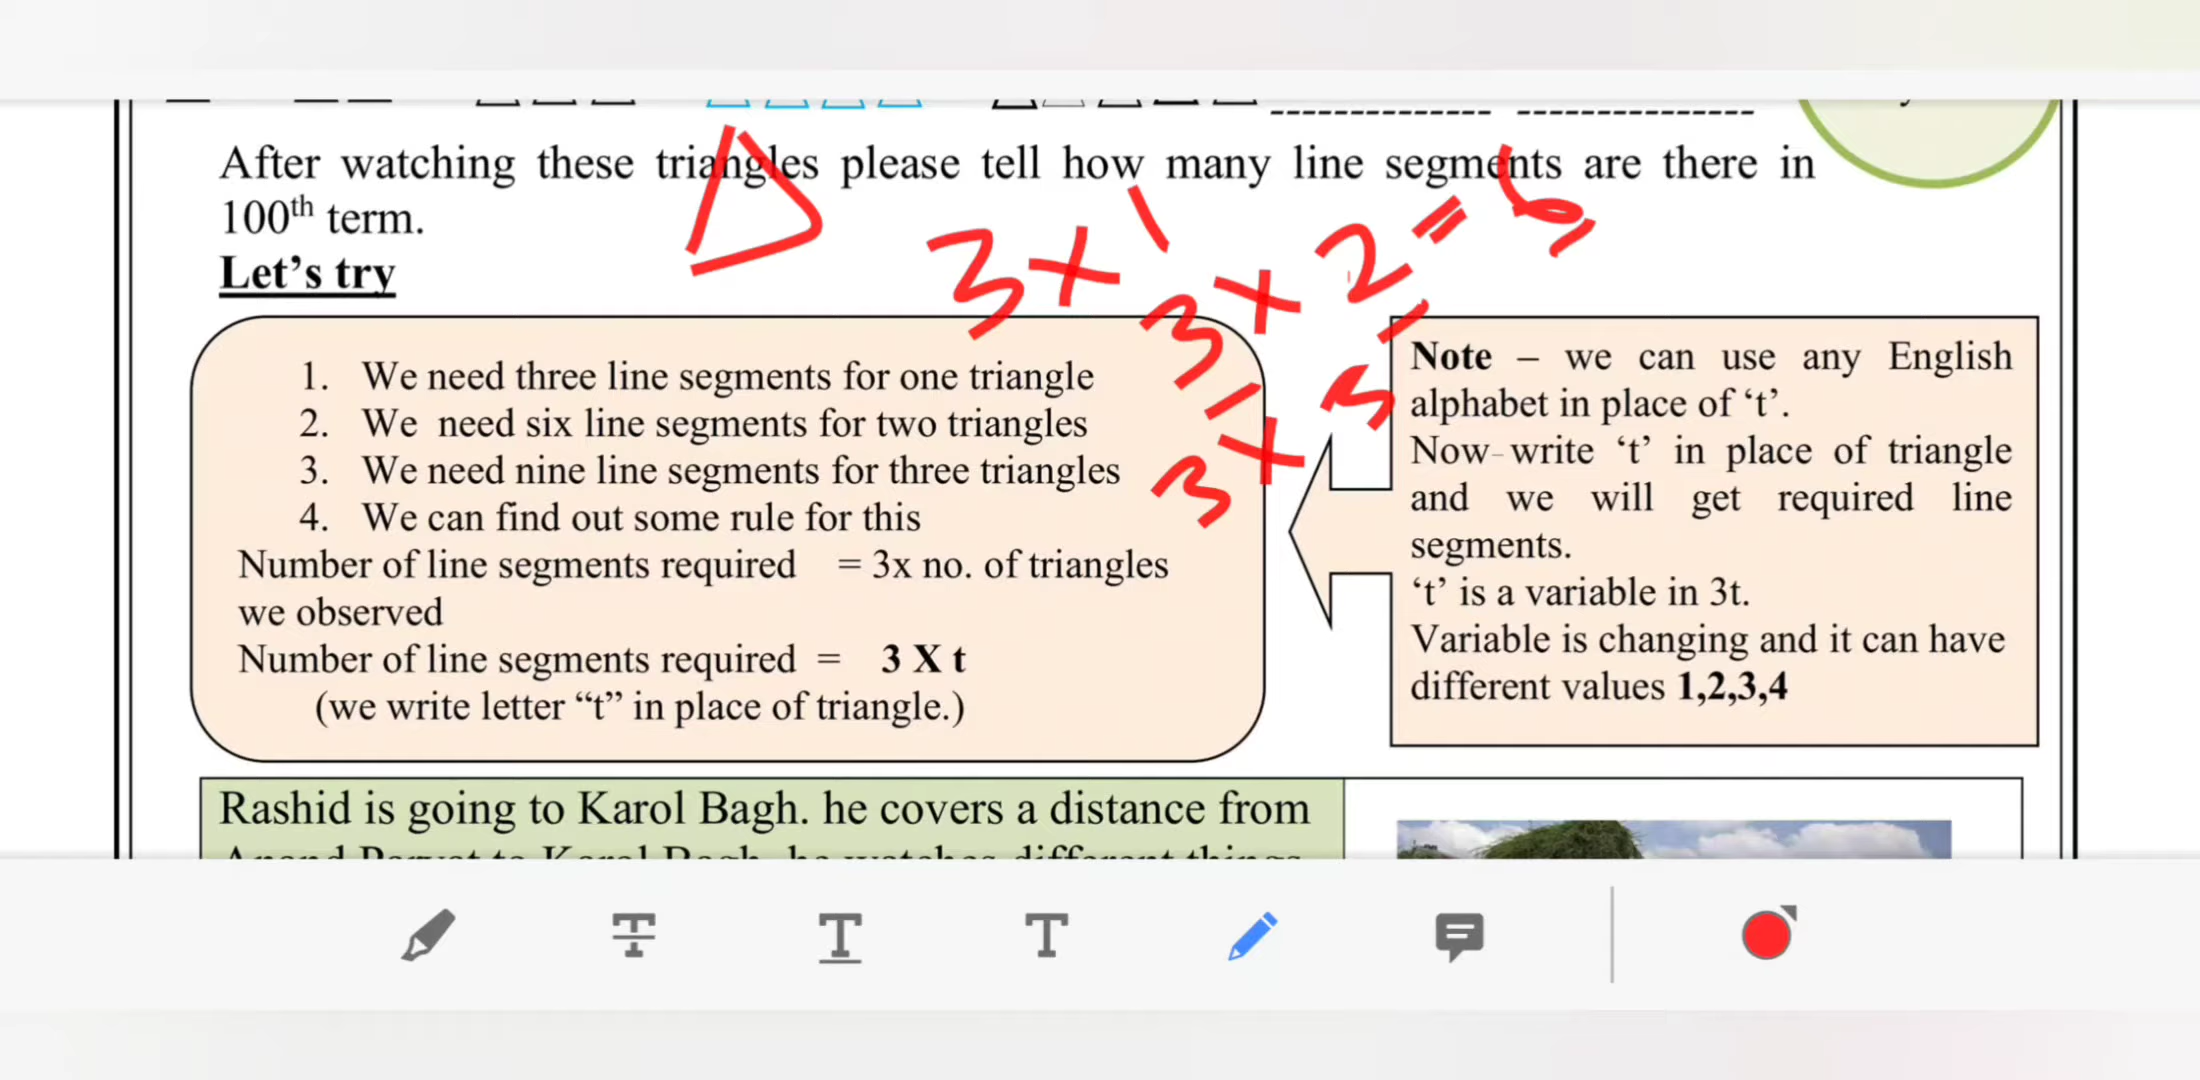 After watching these triangles please tell how many line segments are there in
100th term.
Let's try
3 x 1
3 x 2 = 6,
1. We need three line segments for one triangle
2. We need six line segments for two triangles
3. We need nine line segments for three triangles
4. We can find out some rule for this
Number of line segments required = 3x no. of triangles
we observed
Number of line segments required = 3 X t
(we write letter “t” in place of triangle.)
3 x 3
Note – we can use any English
alphabet in place of ‘t’.
Now write ‘t’ in place of triangle
and we will get required line
segments.
‘t’ is a variable in 3t.
Variable is changing and it can have
different values 1,2,3,4
Rashid is going to Karol Bagh. he covers a distance from
T
T
T